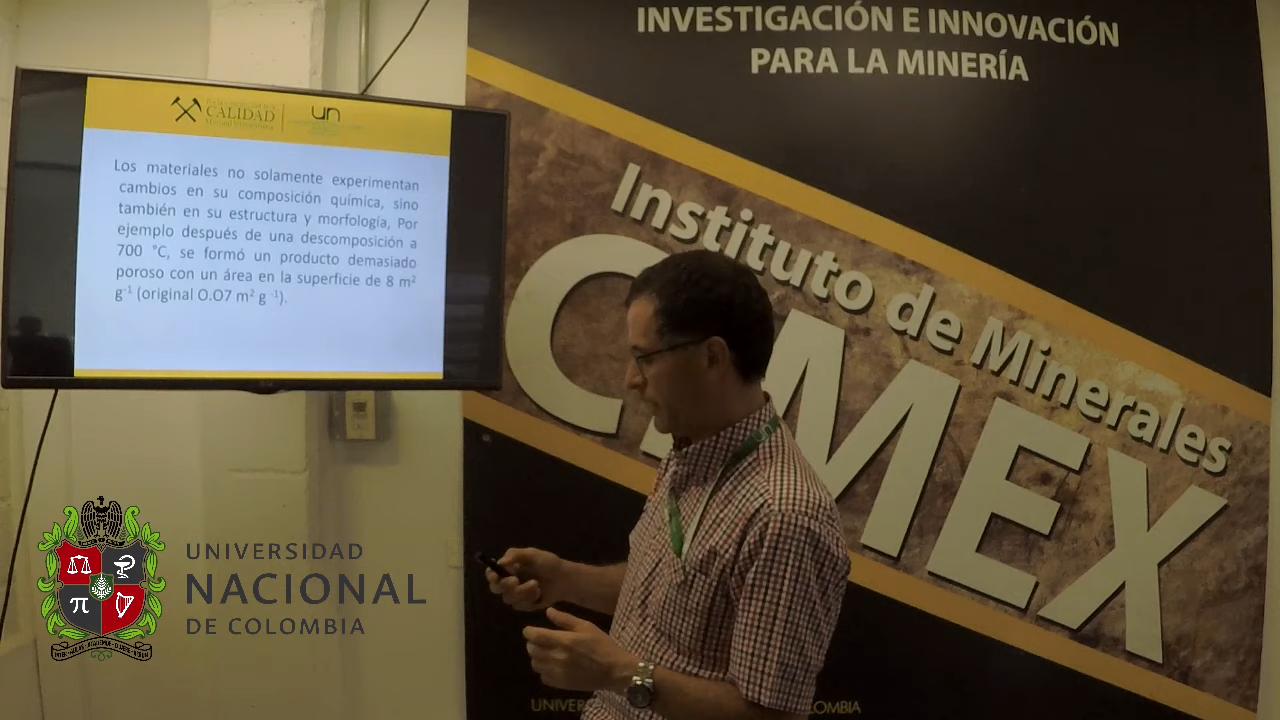 INVESTIGACIÓN E INNOVACIÓN
PARA LA MINERÍA
CALIDAD
un
Los materiales no solamente experimentan
cambios en su composición química, sino
también en su estructura y morfología, Por
ejemplo después de una descomposición a
700 °C, se formó un producto demasiado
poroso con un área en la superficie de 8 m²
g⁻¹ (original O.O7 m² g ⁻¹).
Instituto de Minerales
C MEX
UNIVERSIDAD
NACIONAL
DE COLOMBIA
π
UNIVER
LOMBIA